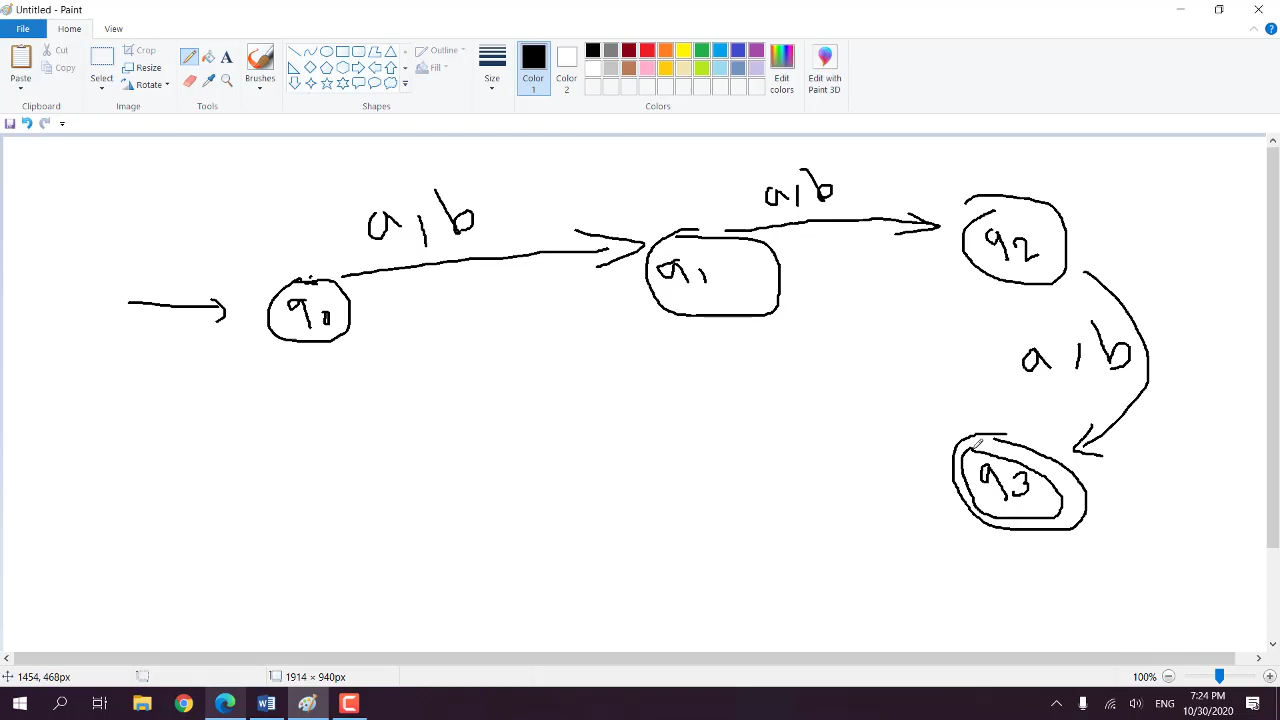 Untitled - Paint
File
Home
View
Paste
Cut
Copy
Clipboard
Select
Crop
Resize
Rotate
Image
A
Tools
Brushes
Outline
Fill
Shapes
Size
Color
1
Color
2
Edit
colors
Colors
Edit with
Paint 3D
a,b
a,b
q0
q1
q2
a,b
q3
1454, 468px
1914 × 940px
100%
ENG
7:24 PM
10/30/2020